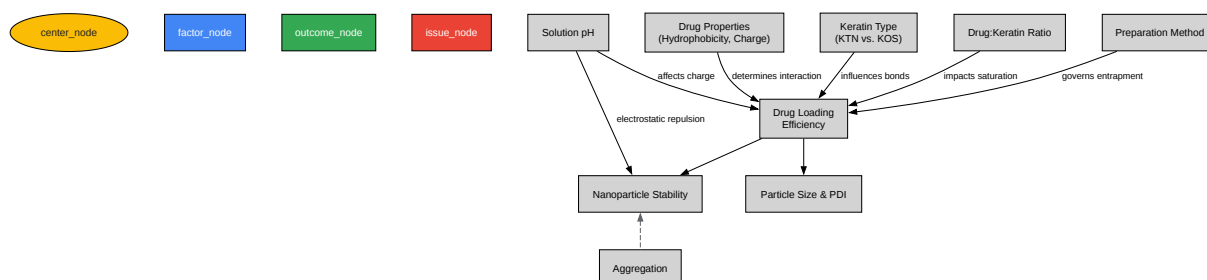 center_node
factor_node
outcome_node
issue_node
Solution pH
Drug Properties
(Hydrophobicity, Charge)
Keratin Type
(KTN vs. KOS)
Drug:Keratin Ratio
Preparation Method
affects charge
determines interaction
influences bonds
impacts saturation
governs entrapment
electrostatic repulsion
Drug Loading
Efficiency
Nanoparticle Stability
Particle Size & PDI
Aggregation